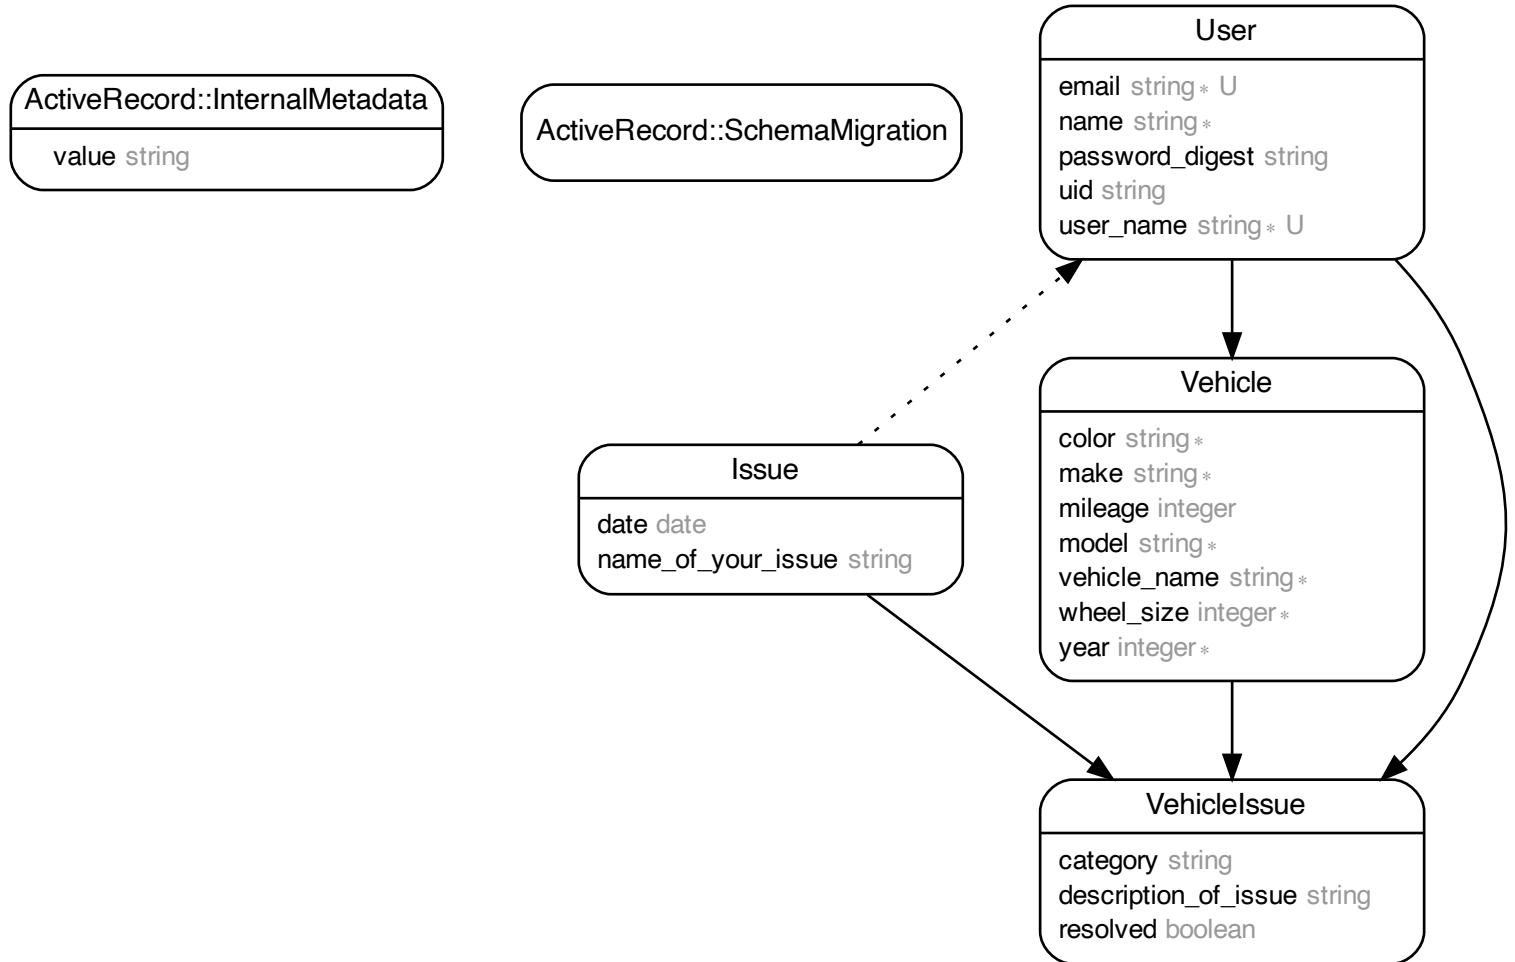 ActiveRecord::InternalMetadata
value string
ActiveRecord::SchemaMigration
User
email string* U
name string*
password_digest string
uid string
user_name string* U
Issue
date date
name_of_your_issue string
Vehicle
color string*
make string*
mileage integer
model string*
vehicle_name string*
wheel_size integer*
year integer*
VehicleIssue
category string
description_of_issue string
resolved boolean